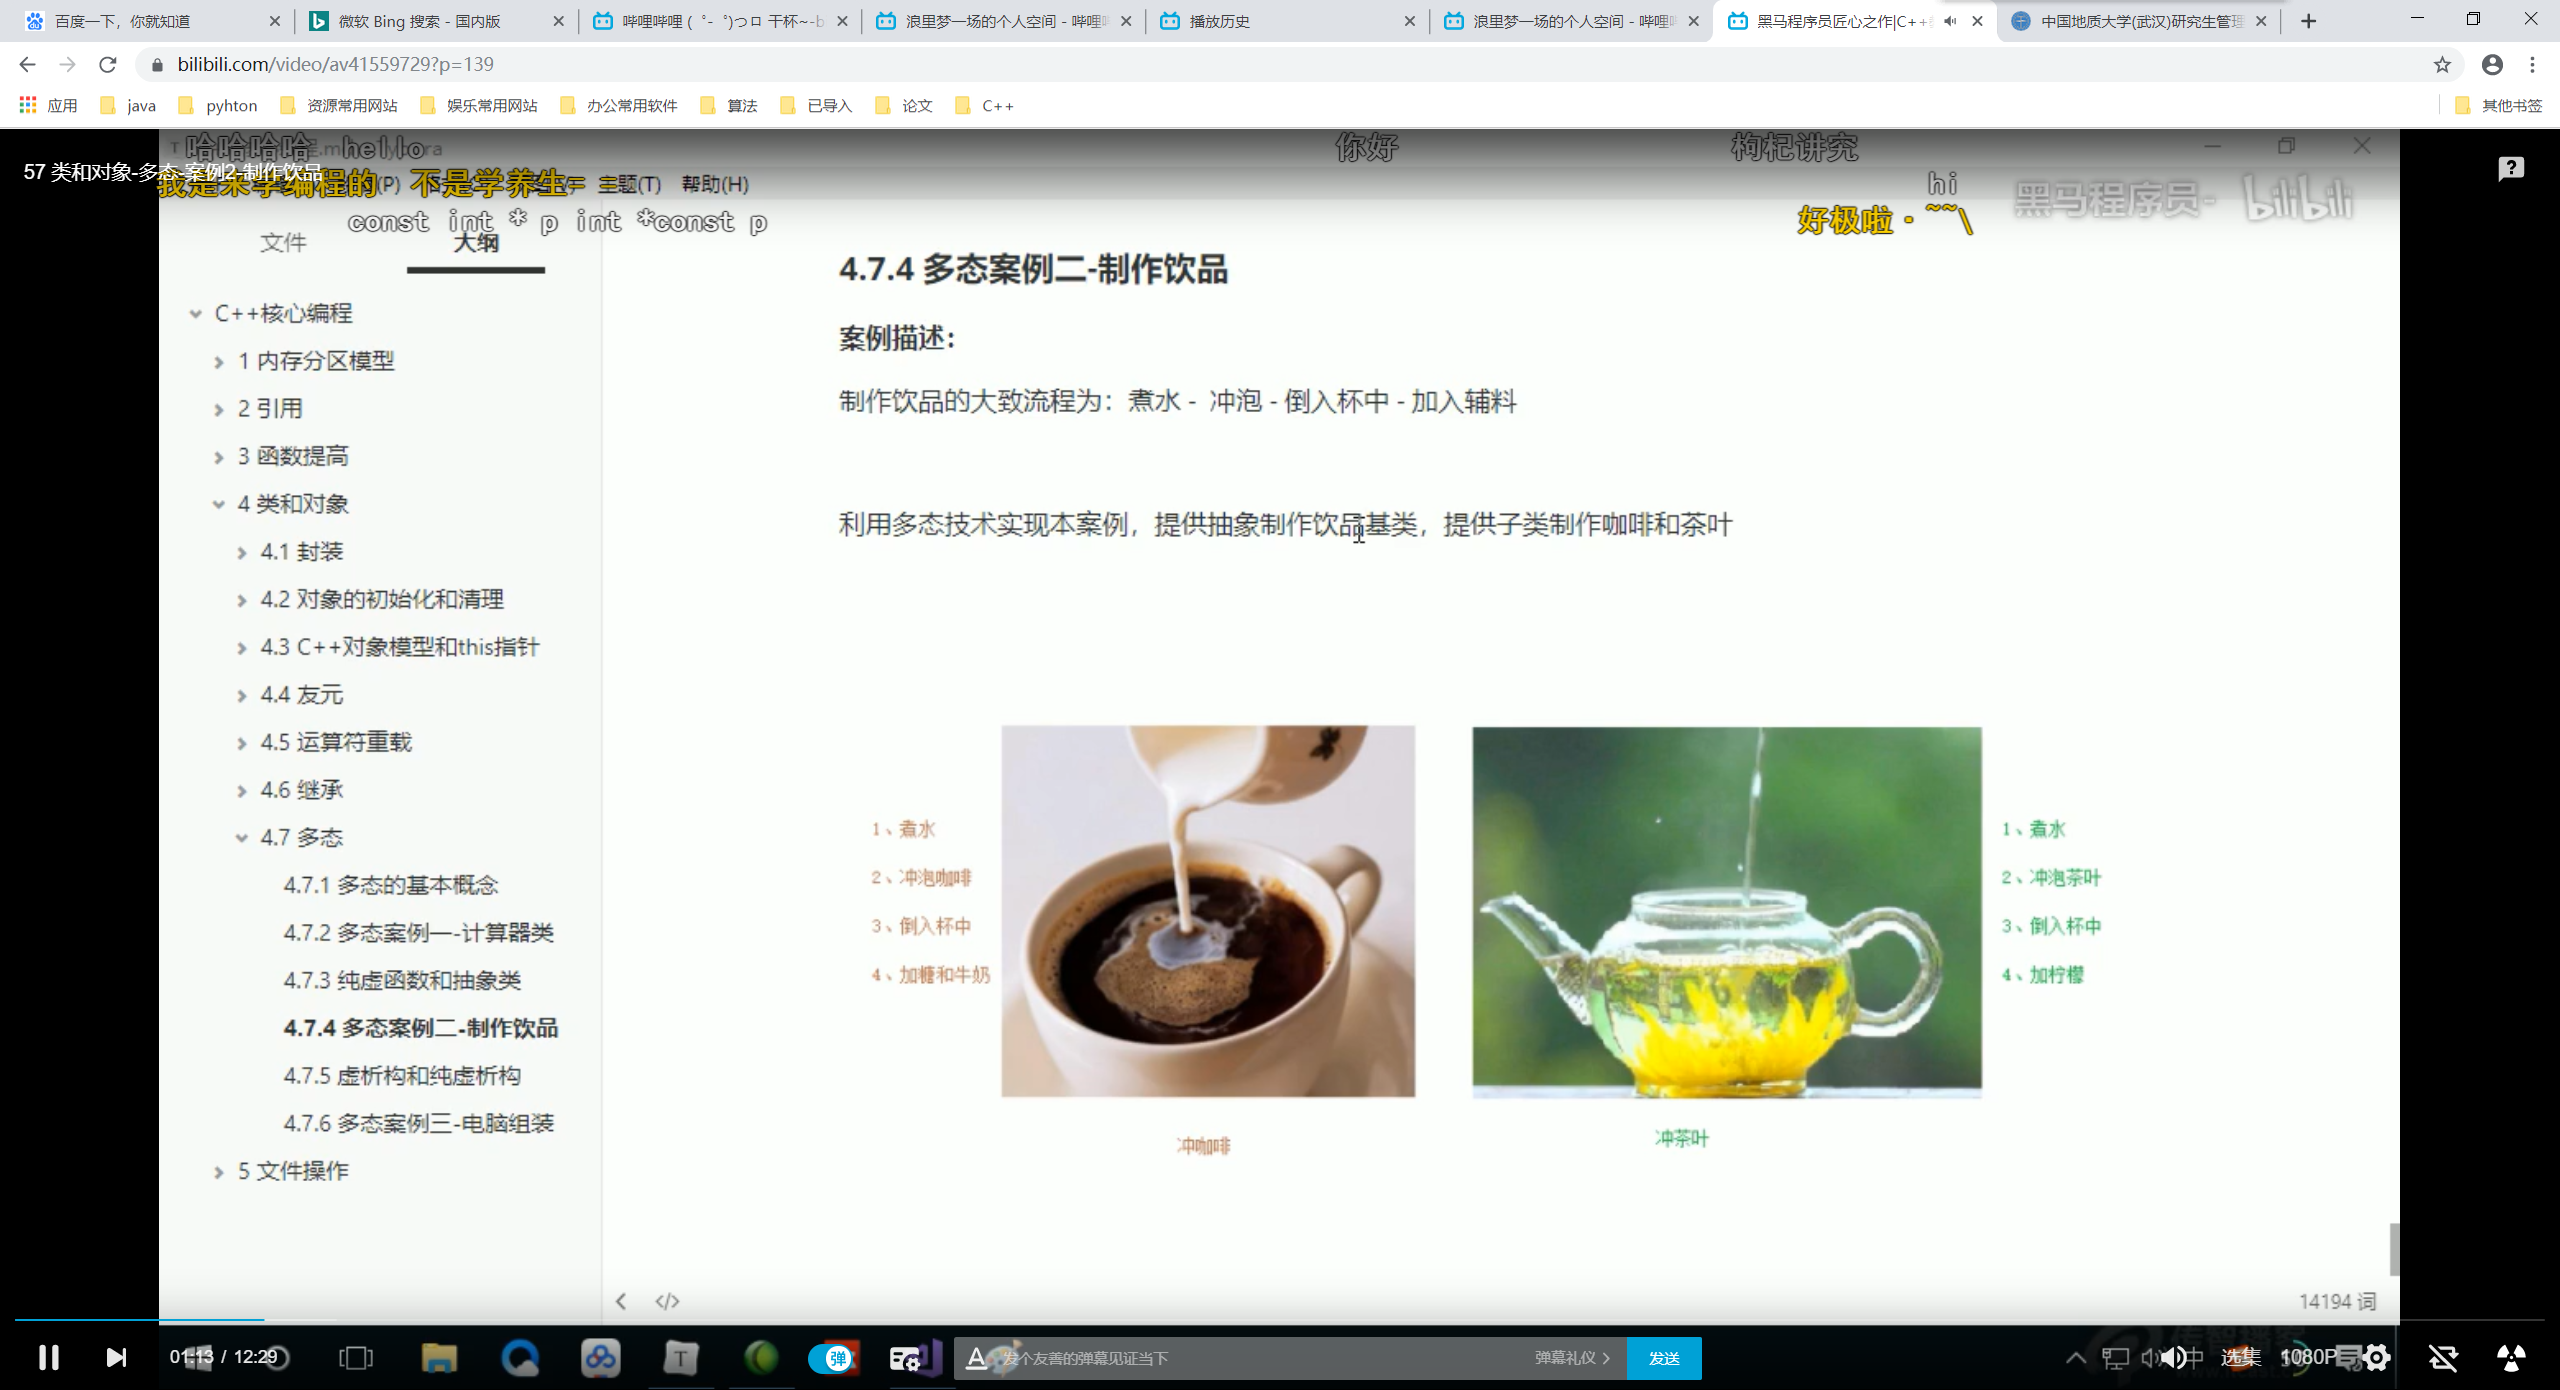 百度一下，你就知道
微软 Bing 搜索 - 国内版
哔哩哔哩 (゜-゜)つロ 干杯~-b
浪里梦一场的个人空间 - 哔哩
播放历史
浪里梦一场的个人空间 - 哔哩
黑马程序员匠心之作|C++
中国地质大学(武汉)研究生管理
bilibili.com/video/av41559729?p=139
应用
java
pyhton
资源常用网站
娱乐常用网站
办公常用软件
算法
已导入
论文
C++
其他书签
哈哈哈哈
hello
你好
枸杞讲究
57 类和对象-多态-案例2-制作饮品
我是来学编程的 不是学养生=
(P)
主题(T)
帮助(H)
hi
黑马程序员-
bilibili
const int * p int *const p
好极啦·~~\
文件
大纲
C++核心编程
1 内存分区模型
2 引用
3 函数提高
4 类和对象
4.1 封装
4.2 对象的初始化和清理
4.3 C++对象模型和this指针
4.4 友元
4.5 运算符重载
4.6 继承
4.7 多态
4.7.1 多态的基本概念
4.7.2 多态案例一-计算器类
4.7.3 纯虚函数和抽象类
4.7.4 多态案例二-制作饮品
4.7.5 虚析构和纯虚析构
4.7.6 多态案例三-电脑组装
5 文件操作
4.7.4 多态案例二-制作饮品
案例描述：
制作饮品的大致流程为：煮水 - 冲泡 - 倒入杯中 - 加入辅料
利用多态技术实现本案例，提供抽象制作饮品基类，提供子类制作咖啡和茶叶
1、煮水
2、冲泡咖啡
3、倒入杯中
4、加糖和牛奶
冲咖啡
1、煮水
2、冲泡茶叶
3、倒入杯中
4、加柠檬
冲茶叶
14194 词
01:13 / 12:29
弹
发个友善的弹幕见证当下
弹幕礼仪
发送
中
选集
1080P